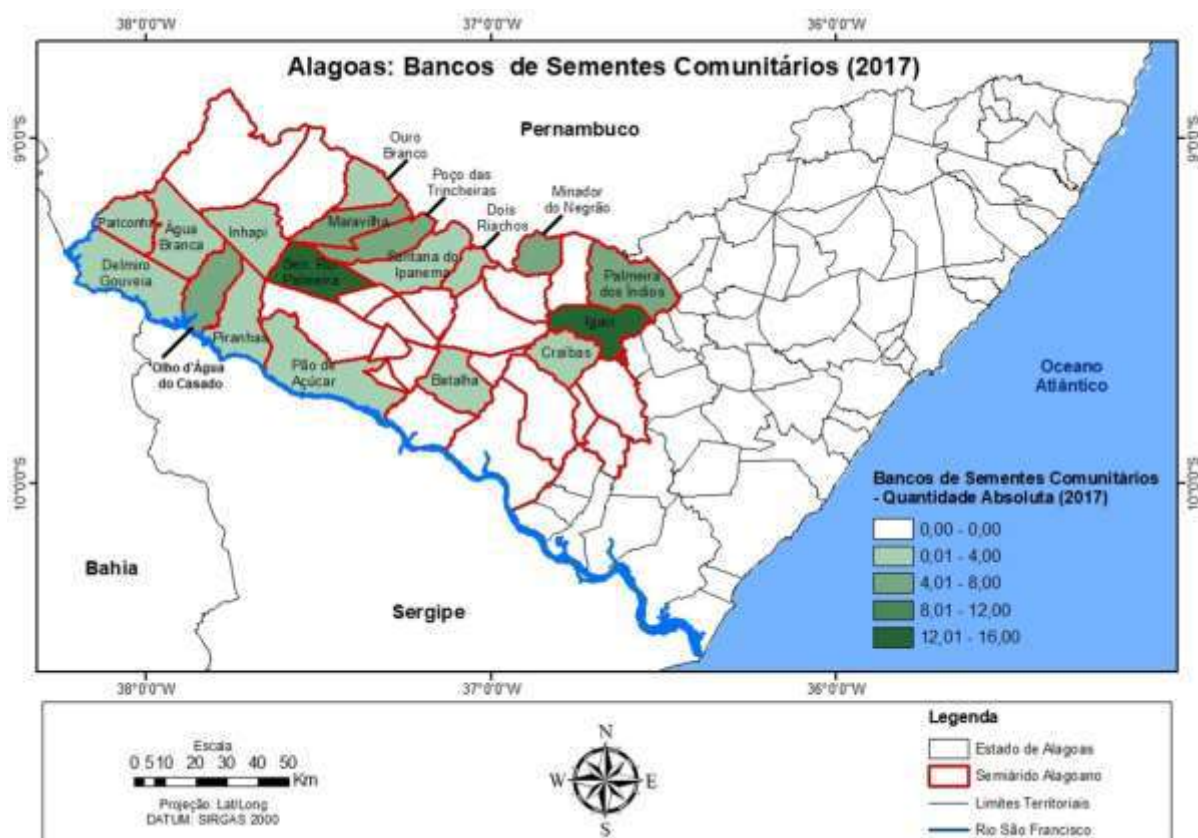 38°0'0"W
37°0'0"W
36°0'0"W
Alagoas: Bancos de Sementes Comunitários (2017)
Pernambuco
9°0'0"S
9°0'0"S
Ouro
Branco
Poço das
Trincheiras
Minador
do Negrão
Dois
Riachos
Pariconha
Água
Branca
Inhapi
Maravilha
Santana do
Ipanema
Delmiro
Gouveia
Sen. Rui
Palmeira
Palmeira
dos Índios
Igaci
Piranhas
Craíbas
Olho d'Água
do Casado
Pão de
Açúcar
Batalha
Oceano
Atlântico
10°0'0"S
10°0'0"S
Bancos de Sementes Comunitários
- Quantidade Absoluta (2017)
0,00 - 0,00
0,01 - 4,00
4,01 - 8,00
8,01 - 12,00
12,01 - 16,00
Bahia
Sergipe
38°0'0"W
37°0'0"W
36°0'0"W
Escala
0 5 10 20 30 40 50
Km
Projeção: Lat/Long
DATUM: SIRGAS 2000
N
W E
S
Legenda
Estado de Alagoas
Semiárido Alagoano
Limites Territoriais
Rio São Francisco